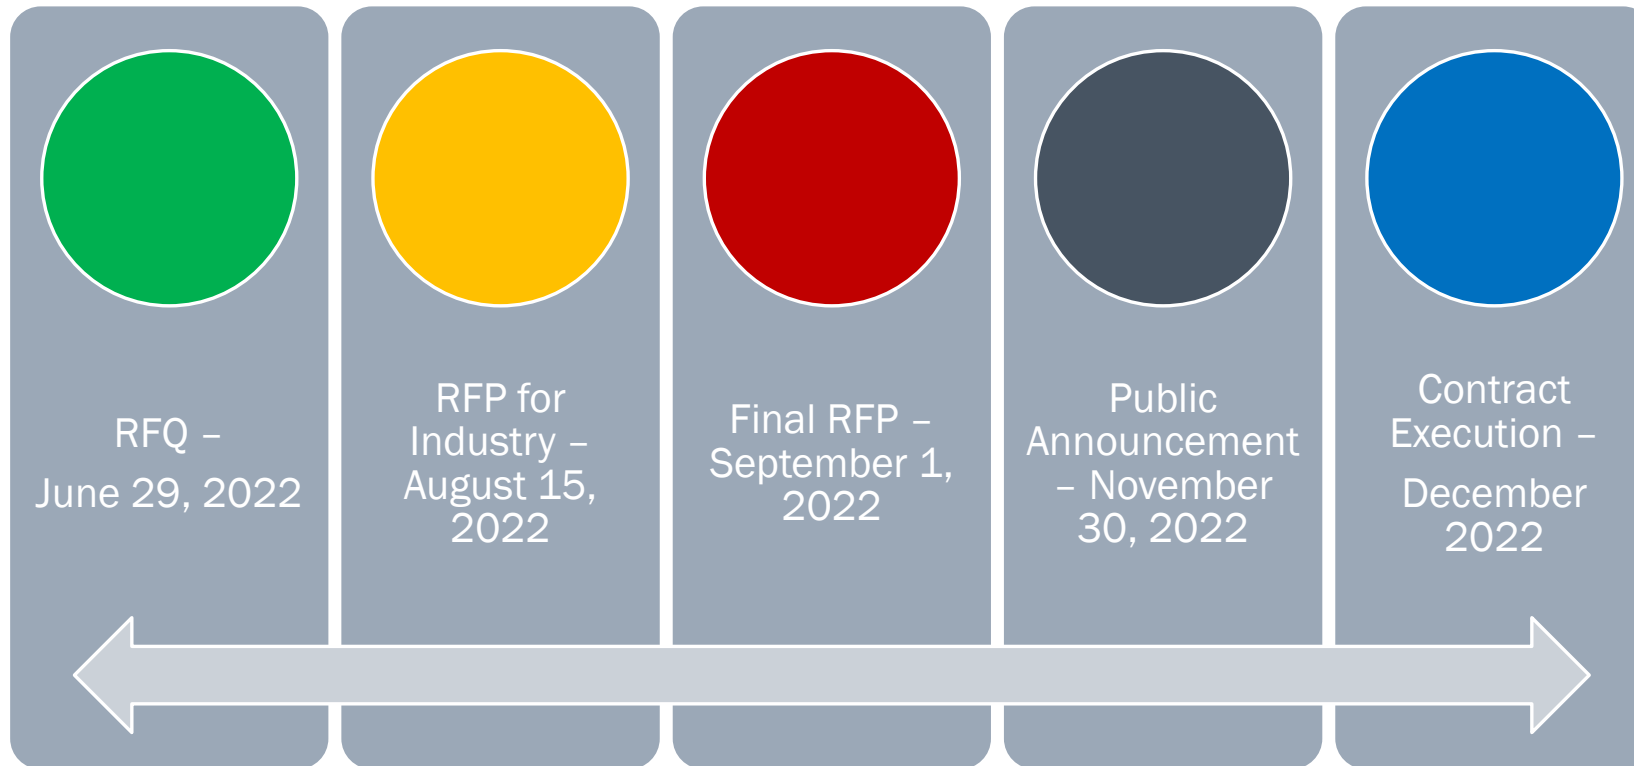 RFQ –
June 29, 2022
RFP for
Industry –
August 15,
2022
Final RFP –
September 1,
2022
Public
Announcement
– November
30, 2022
Contract
Execution –
December
2022